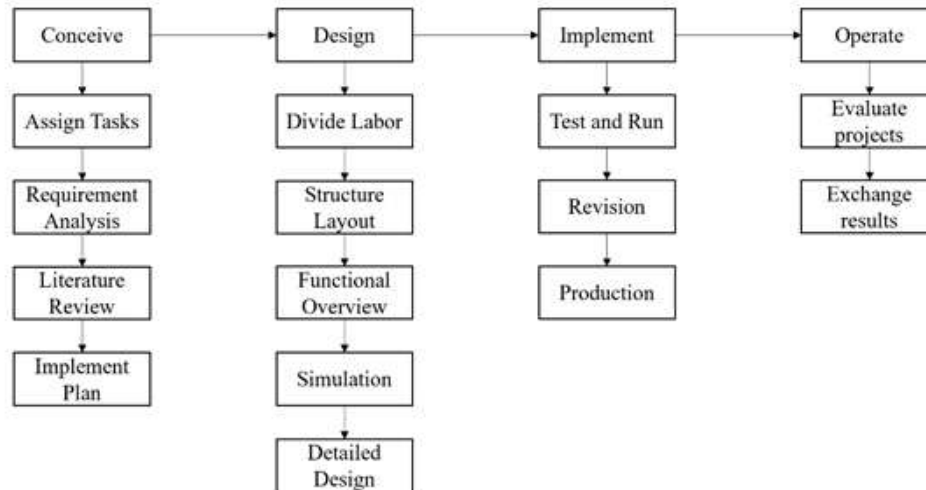 Conceive
Design
Implement
Operate
Assign Tasks
Divide Labor
Test and Run
Evaluate
projects
Requirement
Analysis
Structure
Layout
Revision
Exchange
results
Literature
Review
Functional
Overview
Production
Implement
Plan
Simulation
Detailed
Design